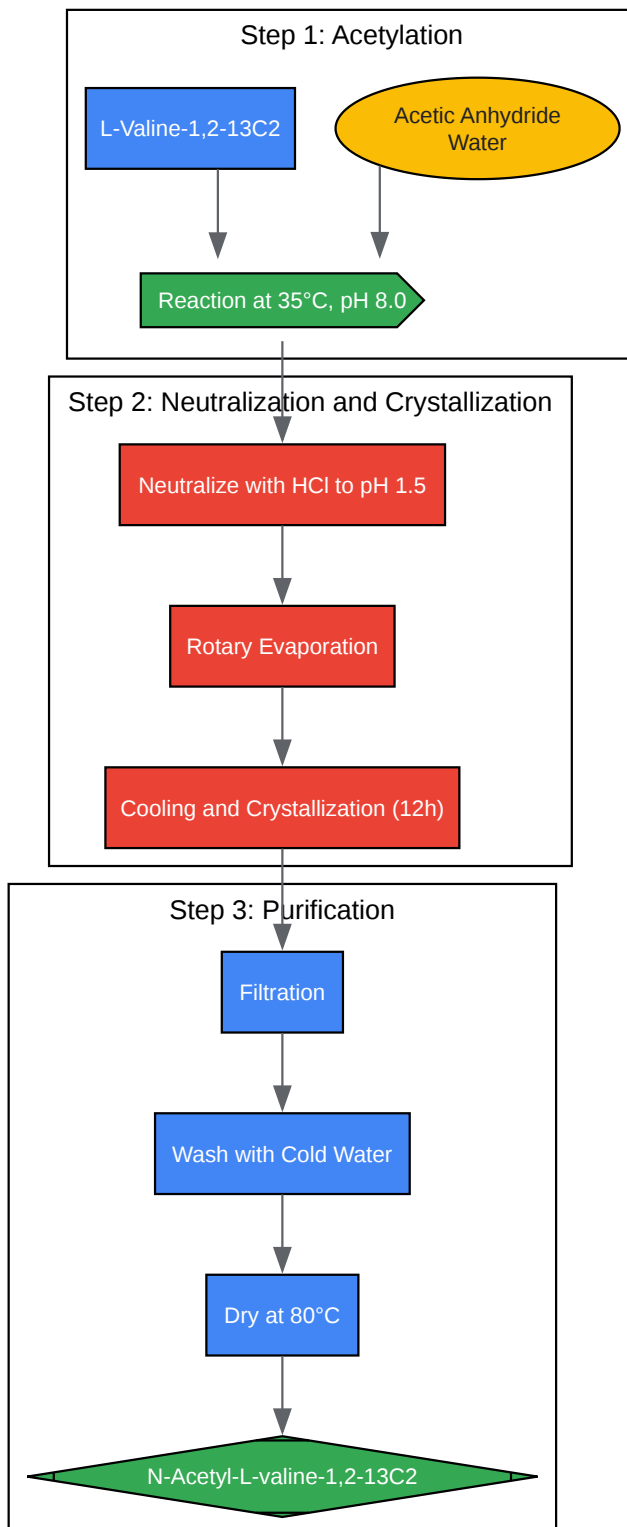 Step 1: Acetylation
L-Valine-1,2-13C2
Acetic Anhydride
Water
Reaction at 35°C, pH 8.0
Step 2: Neutralization and Crystallization
Neutralize with HCl to pH 1.5
Rotary Evaporation
Cooling and Crystallization (12h)
Step 3: Purification
Filtration
Wash with Cold Water
Dry at 80°C
N-Acetyl-L-valine-1,2-13C2